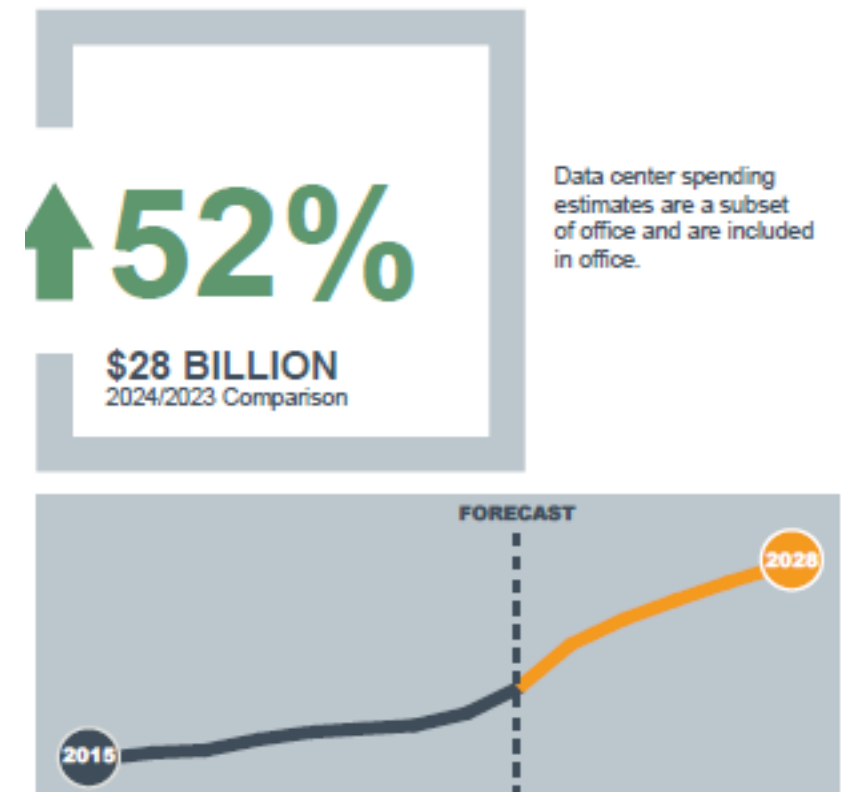 52%
$28 BILLION
2024/2023 Comparison
Data center spending
estimates are a subset
of office and are included
in office.
FORECAST
2028
2015